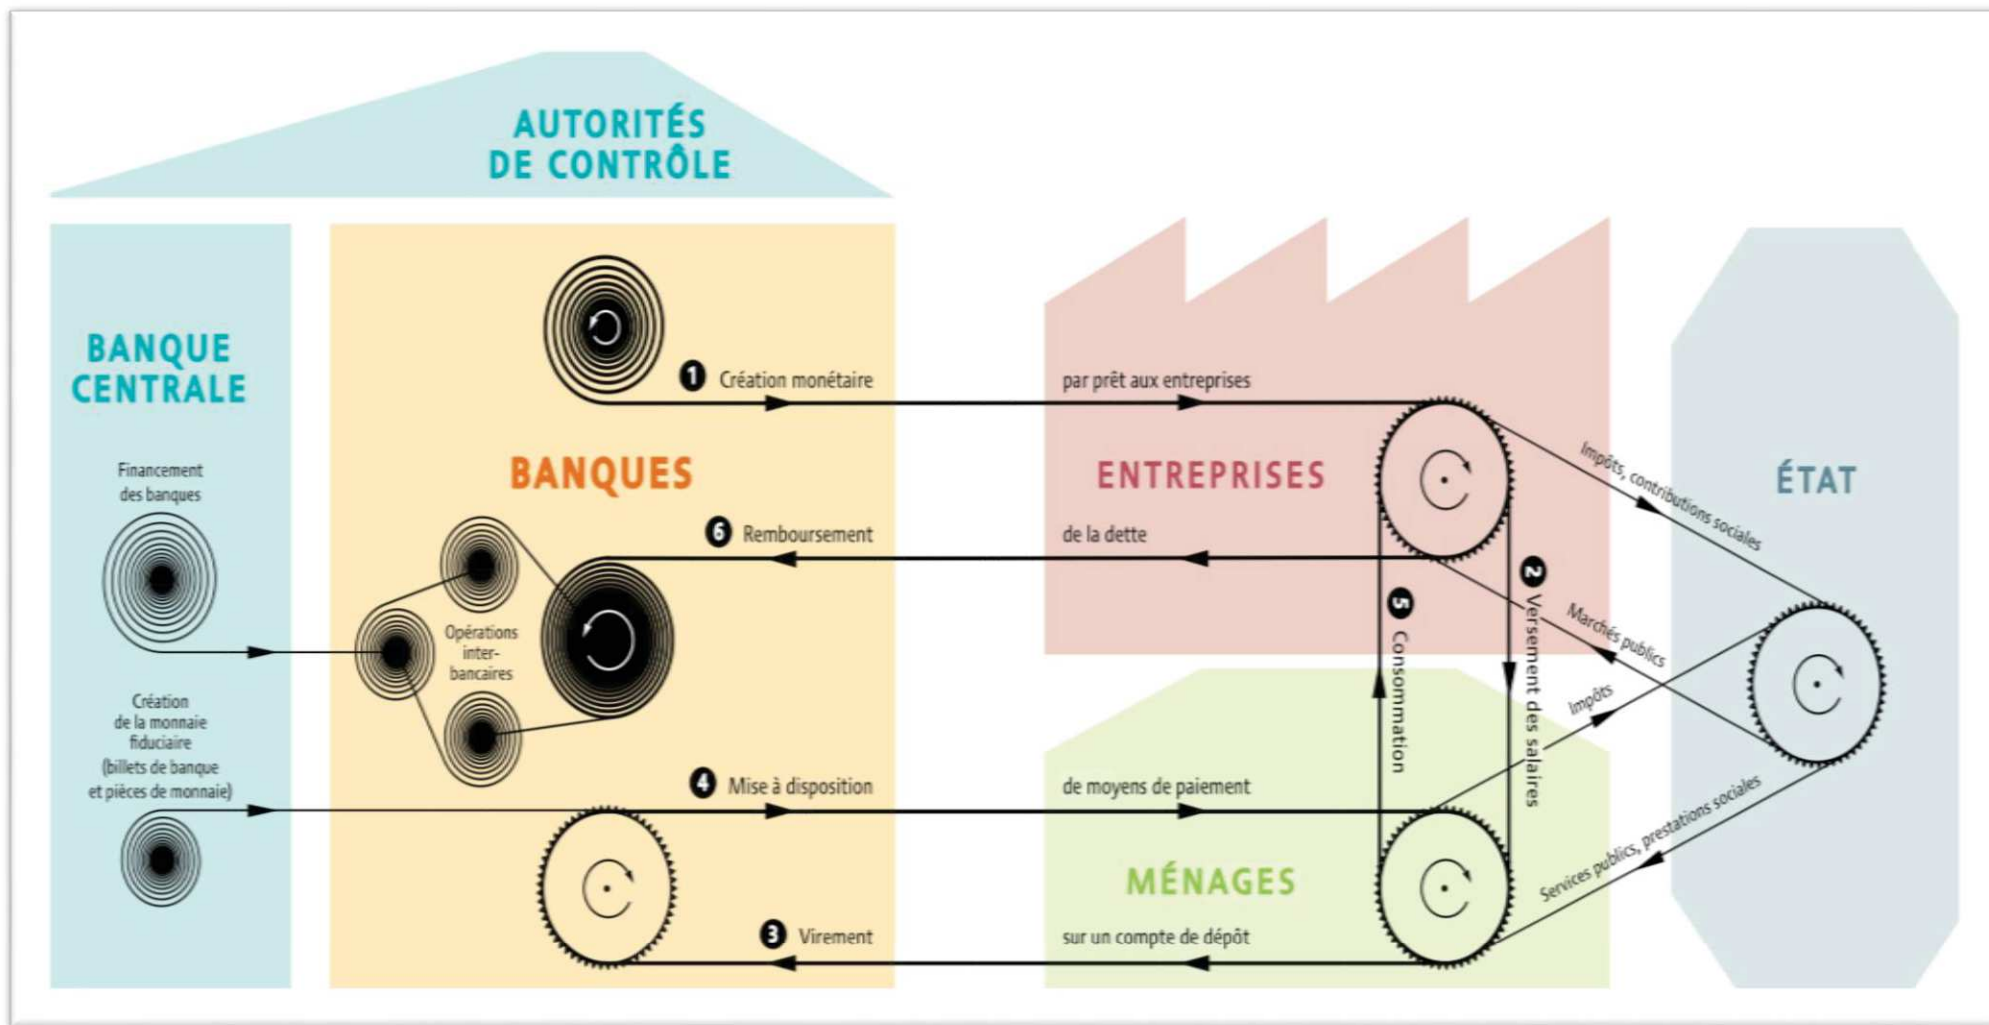 AUTORITÉS
DE CONTRÔLE
BANQUE
CENTRALE
Financement
des banques
Création
de la monnaie
fiduciaire
(billets de banque
et pièces de monnaie)
BANQUES
1 Création monétaire
par prêt aux entreprises
6 Remboursement
de la dette
Opérations
inter-
bancaires
4 Mise à disposition
de moyens de paiement
3 Virement
sur un compte de dépôt
ENTREPRISES
MÉNAGES
5 Consommation
2 Versement des salaires
ÉTAT
Impôts, contributions sociales
Marchés publics
Impôts
Services publics, prestations sociales